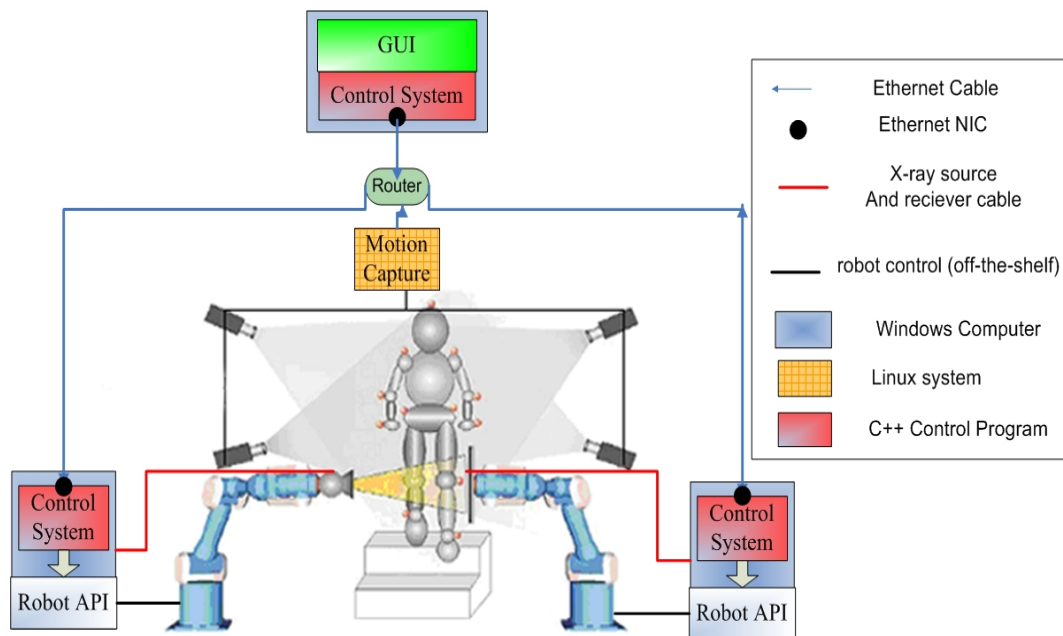 GUI
Control System
Router
Motion
Capture
Control
System
Robot API
Control
System
Robot API
Ethernet Cable
Ethernet NIC
X-ray source
And reciever cable
robot control (off-the-shelf)
Windows Computer
Linux system
C++ Control Program